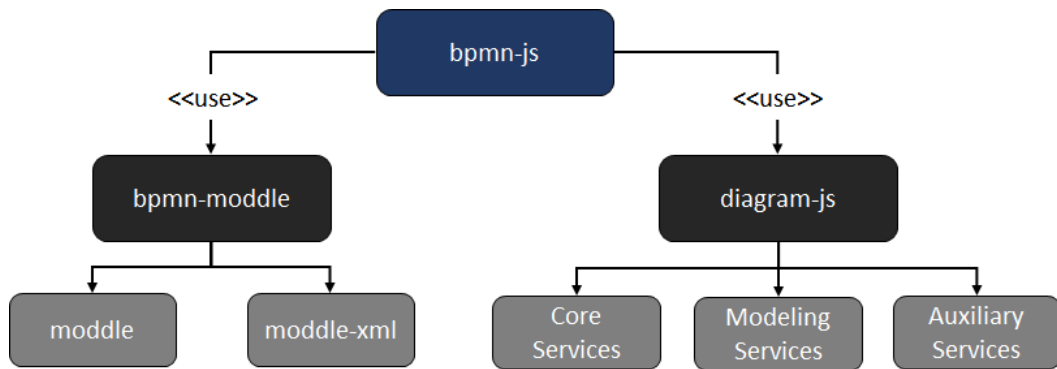 bpmn-js
<<use>>
<<use>>
bpmn-moddle
diagram-js
moddle
moddle-xml
Core
Services
Modeling
Services
Auxiliary
Services